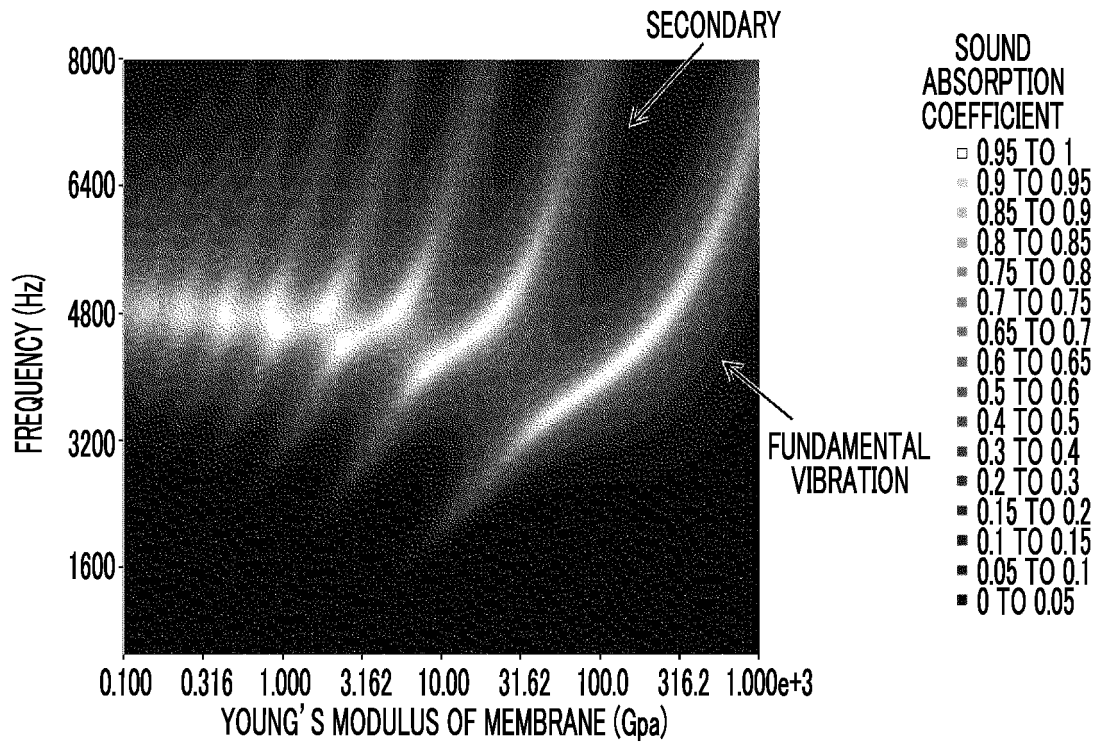 SECONDARY
SOUND
ABSORPTION
COEFFICIENT
0.95 TO 1
0.9 TO 0.95
0.85 TO 0.9
0.8 TO 0.85
0.75 TO 0.8
0.7 TO 0.75
0.65 TO 0.7
0.6 TO 0.65
0.5 TO 0.6
0.4 TO 0.5
0.3 TO 0.4
0.2 TO 0.3
0.15 TO 0.2
0.1 TO 0.15
0.05 TO 0.1
0 TO 0.05
8000
6400
4800
3200
1600
FREQUENCY (Hz)
FUNDAMENTAL
VIBRATION
0.100 0.316 1.000 3.162 10.00 31.62 100.0 316.2 1.000e+3
YOUNG'S MODULUS OF MEMBRANE (Gpa)